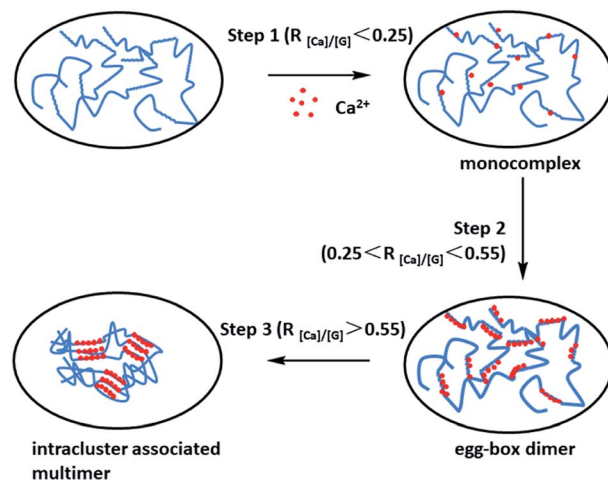 Step 1 (R [Ca]/[G]<0.25)
Ca2+
monocomplex
Step 2
(0.25<R [Ca]/[G]<0.55)
Step 3 (R [Ca]/[G]>0.55)
intracluster associated
multimer
egg-box dimer